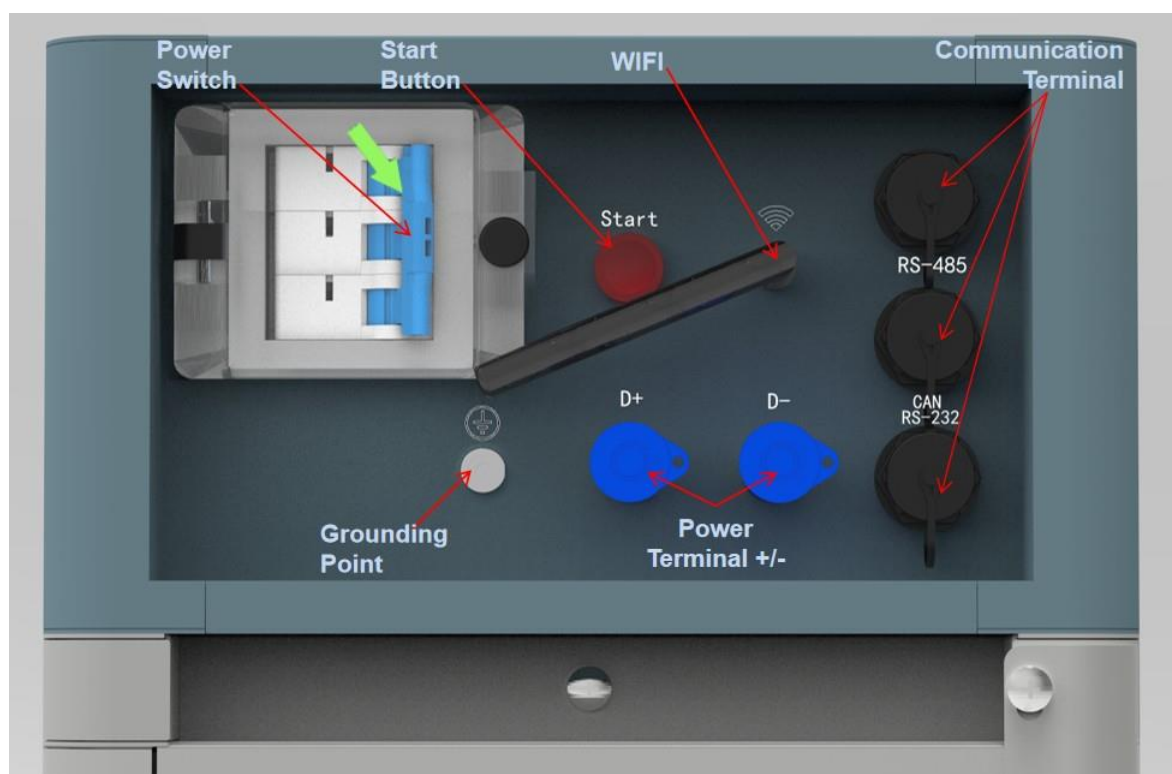 Power
Switch
Start
Button
WIFI
Communication
Terminal
Start
RS-485
D+
D-
CAN
RS-232
Grounding
Point
Power
Terminal +/-